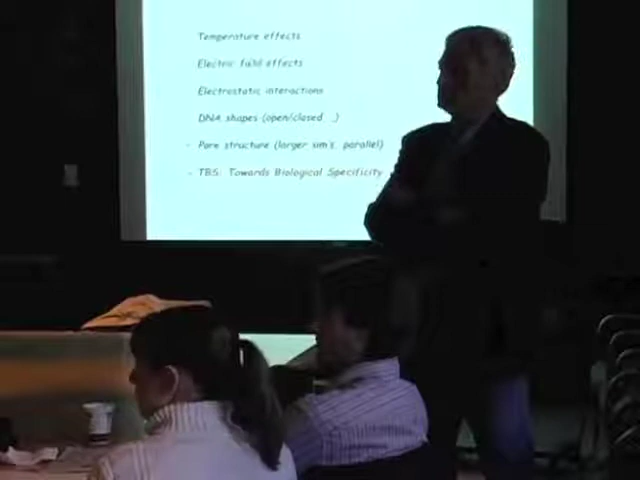 Temperature effects
Electric field effects
Electrostatic interactions
DNA shapes (open/closed...)
- Pore structure (larger sim's, parallel)
- TBS: Towards Biological Specificity